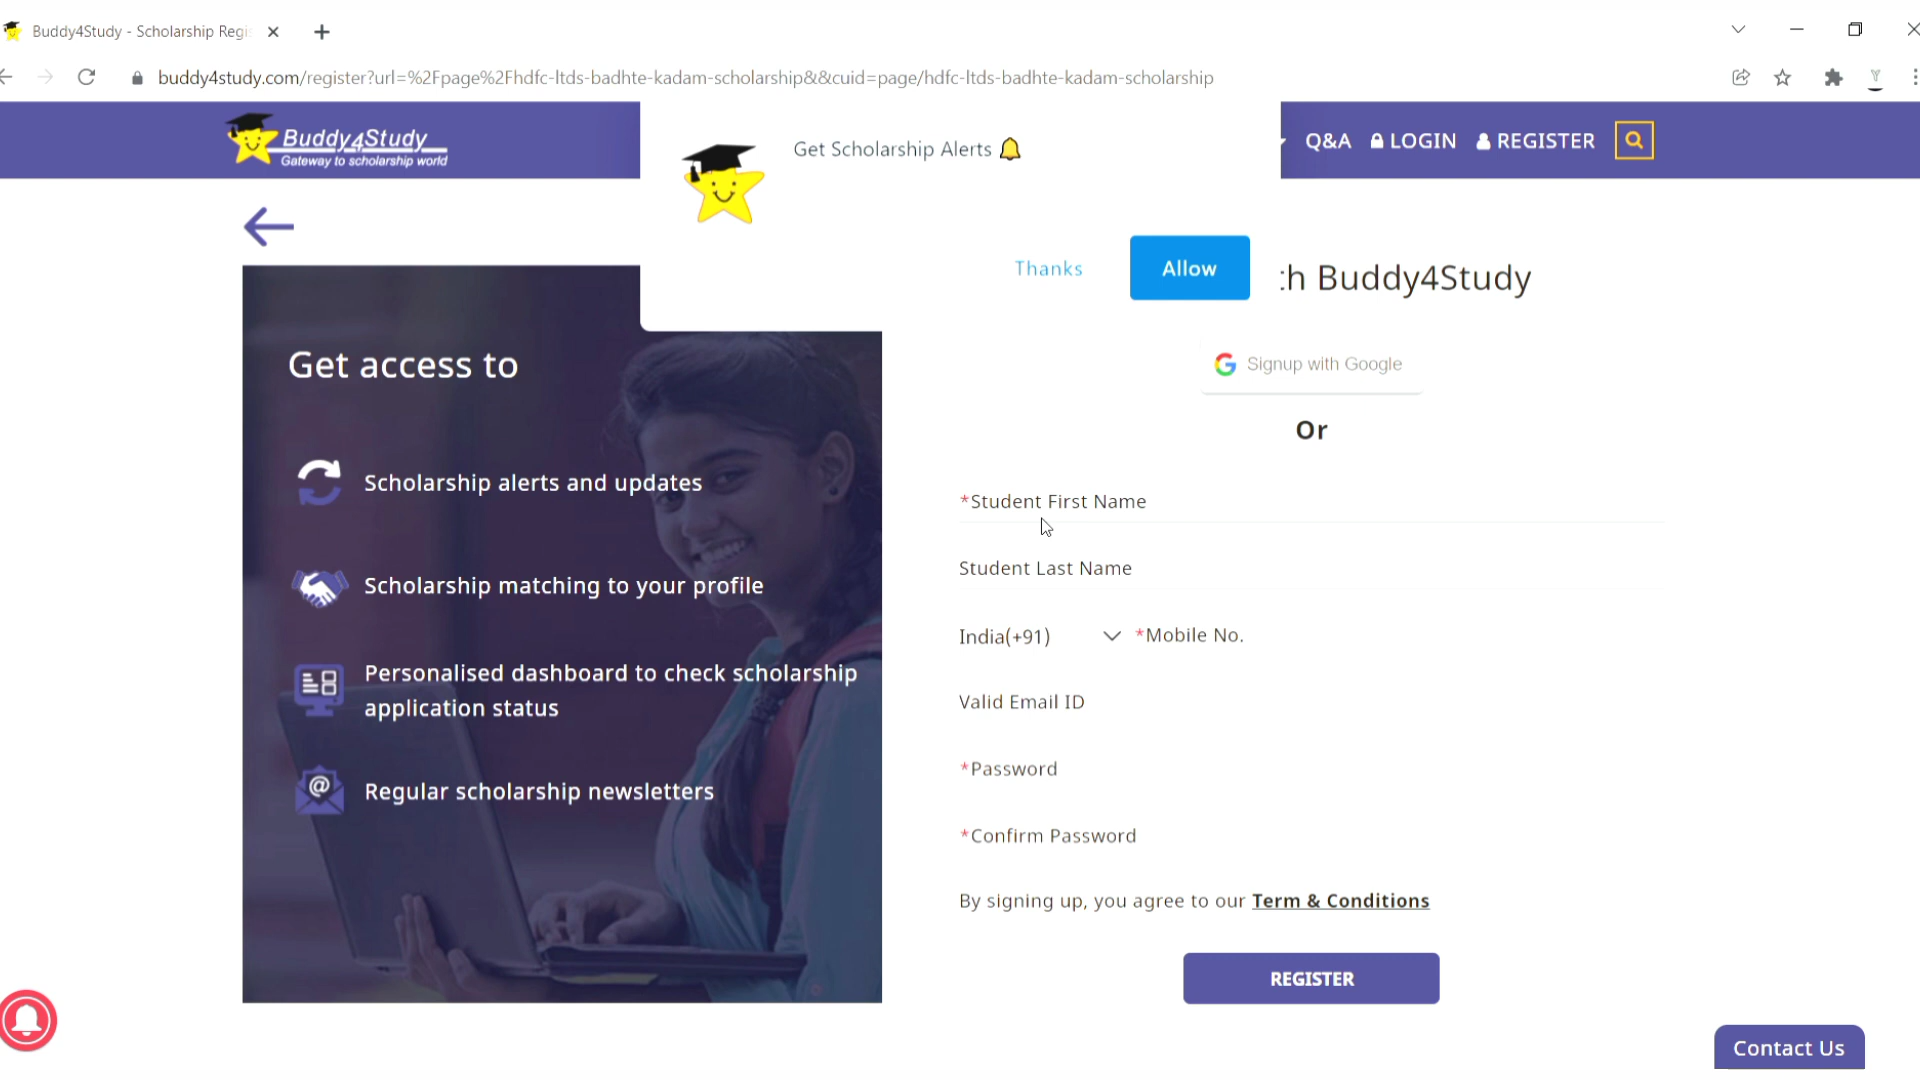 Buddy4Study - Scholarship Regi
buddy4study.com/register?url=%2Fpage%2Fhdfc-ltds-badhte-kadam-scholarship&&cuid=page/hdfc-ltds-badhte-kadam-scholarship
Buddy4Study
Gateway to scholarship world
Get Scholarship Alerts
Q&A LOGIN REGISTER
Thanks Allow
Buddy4Study
Get access to
Signup with Google
Or
Scholarship alerts and updates
*Student First Name
Student Last Name
Scholarship matching to your profile
India(+91) *Mobile No.
Personalised dashboard to check scholarship
application status
Valid Email ID
*Password
Regular scholarship newsletters
*Confirm Password
By signing up, you agree to our Term & Conditions
REGISTER
Contact Us